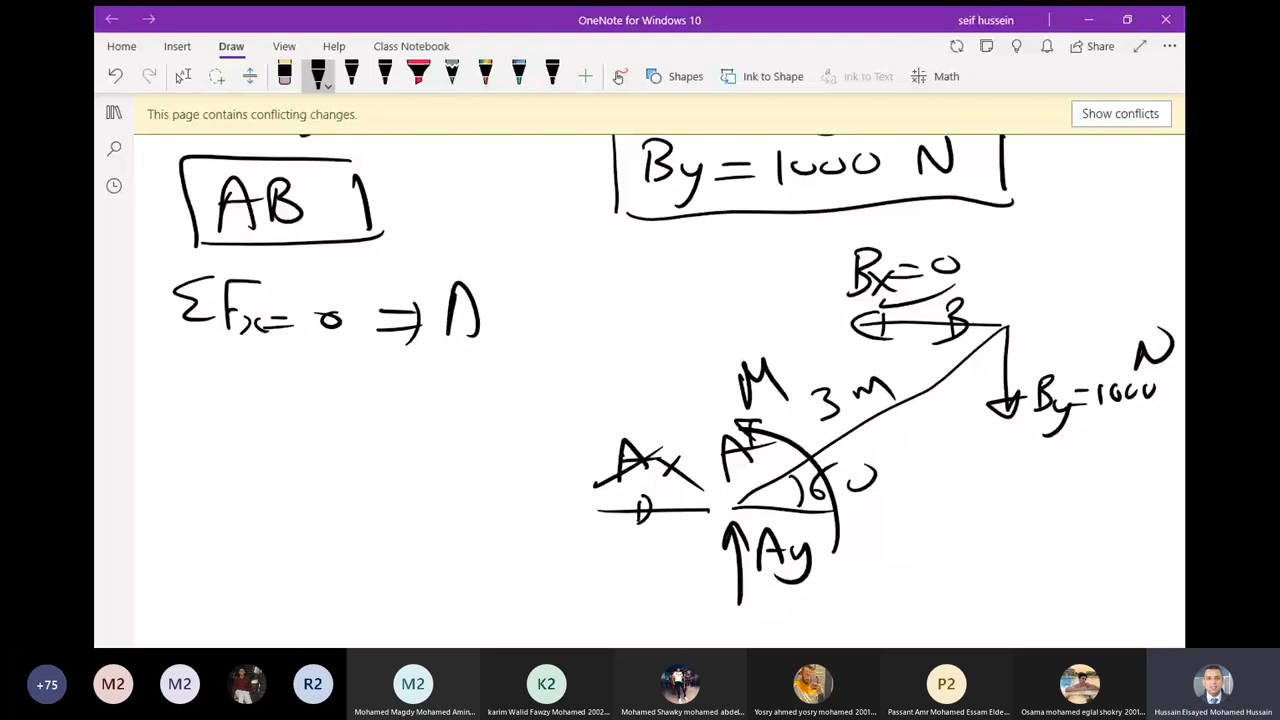 OneNote for Windows 10
seif hussein
Home Insert Draw View Help Class Notebook
Share
Shapes
Ink to Shape
Ink to Text
Math
This page contains conflicting changes.
Show conflicts
By = 1000 N
AB
Bx = 0
ΣFx = 0 ⇒ A
B
N
By = 1000
3 m
M
A
Ax
60
Ay
+75
M2
M2
R2
M2
K2
P2
Mohamed Magdy Mohamed Amin...
karim Walid Fawzy Mohamed 2002...
Mohamed Shawky mohamed abdel...
Yosry ahmed yosry mohamed 2001...
Passant Amr Mohamed Essam Elde...
Osama mohamed eglal shokry 2001...
Hussain Elsayed Mohamed Hussain